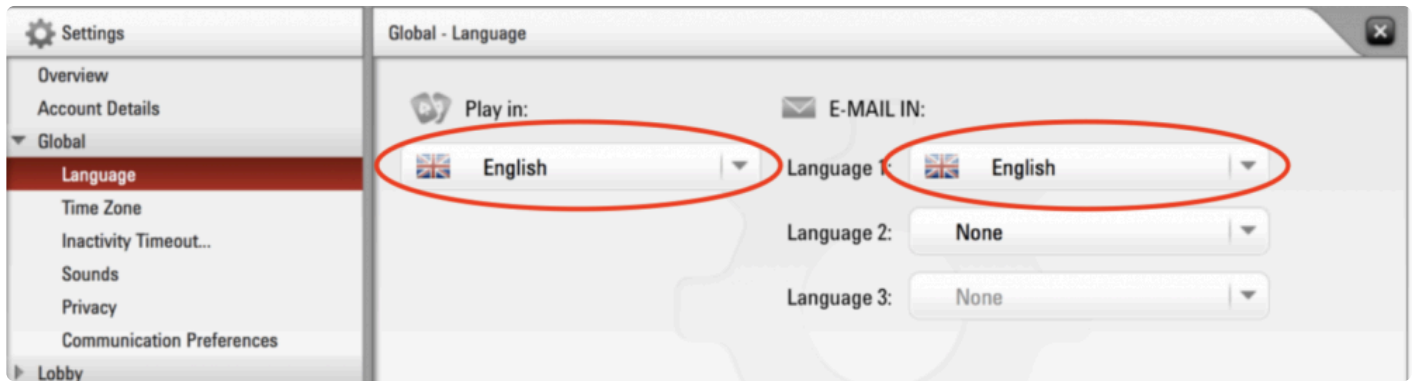 Settings
Overview
Account Details
Global
Language
Time Zone
Inactivity Timeout...
Sounds
Privacy
Communication Preferences
Lobby
Global - Language
Play in:
English
E-MAIL IN:
Language 1: English
Language 2: None
Language 3: None